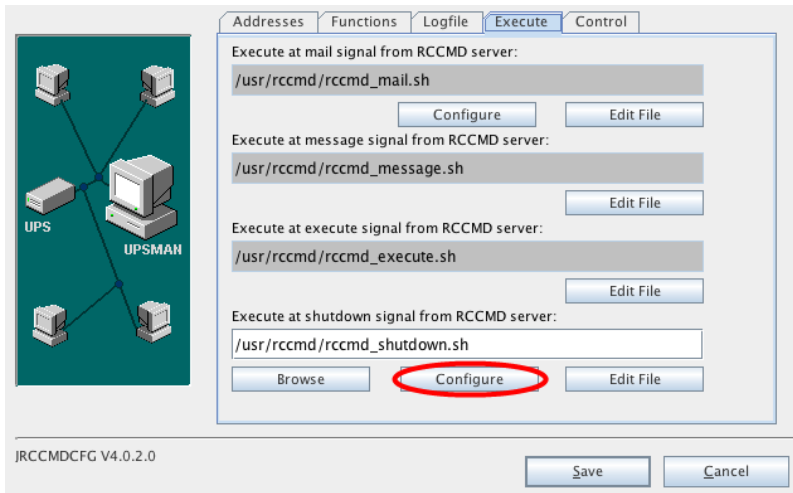 Addresses Functions Logfile Execute Control
Execute at mail signal from RCCMD server:
/usr/rccmd/rccmd_mail.sh
Configure Edit File
Execute at message signal from RCCMD server:
/usr/rccmd/rccmd_message.sh
Edit File
Execute at execute signal from RCCMD server:
/usr/rccmd/rccmd_execute.sh
Edit File
Execute at shutdown signal from RCCMD server:
/usr/rccmd/rccmd_shutdown.sh
Browse Configure Edit File
UPS
UPSMAN
JRCCMDCFG V4.0.2.0
Save Cancel